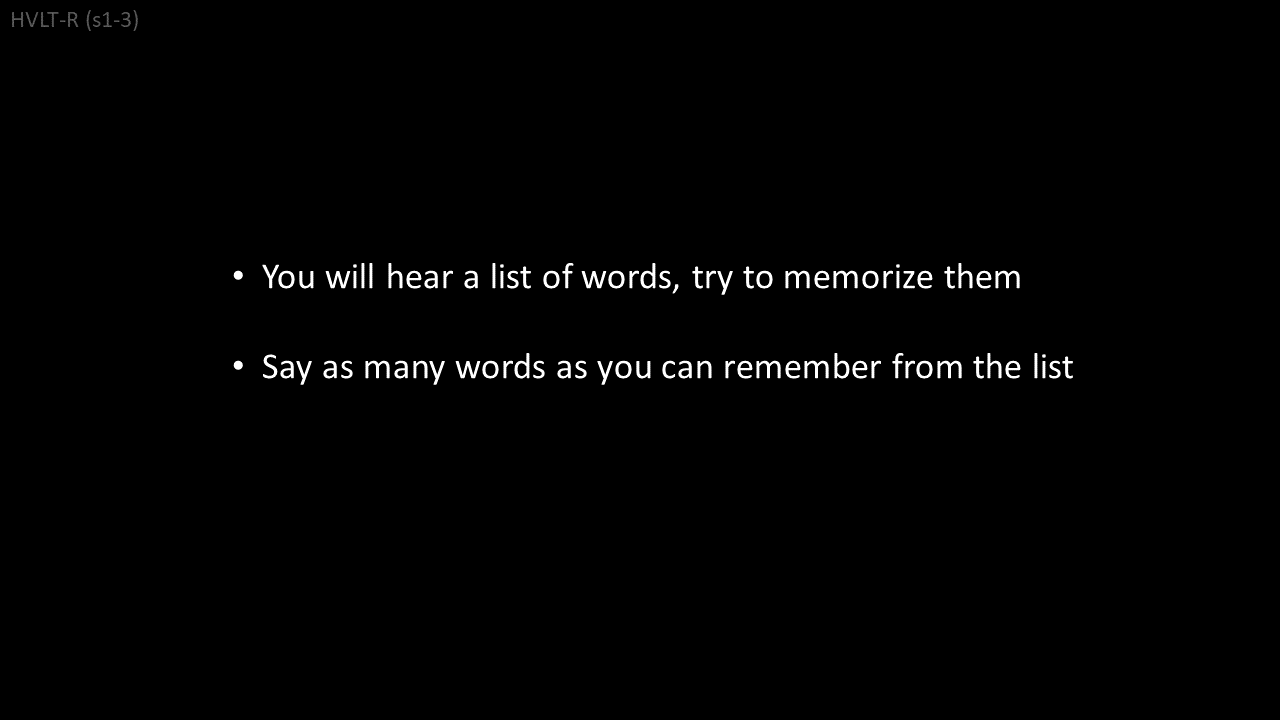 HVLT-R (s1-3)
• You will hear a list of words, try to memorize them
• Say as many words as you can remember from the list